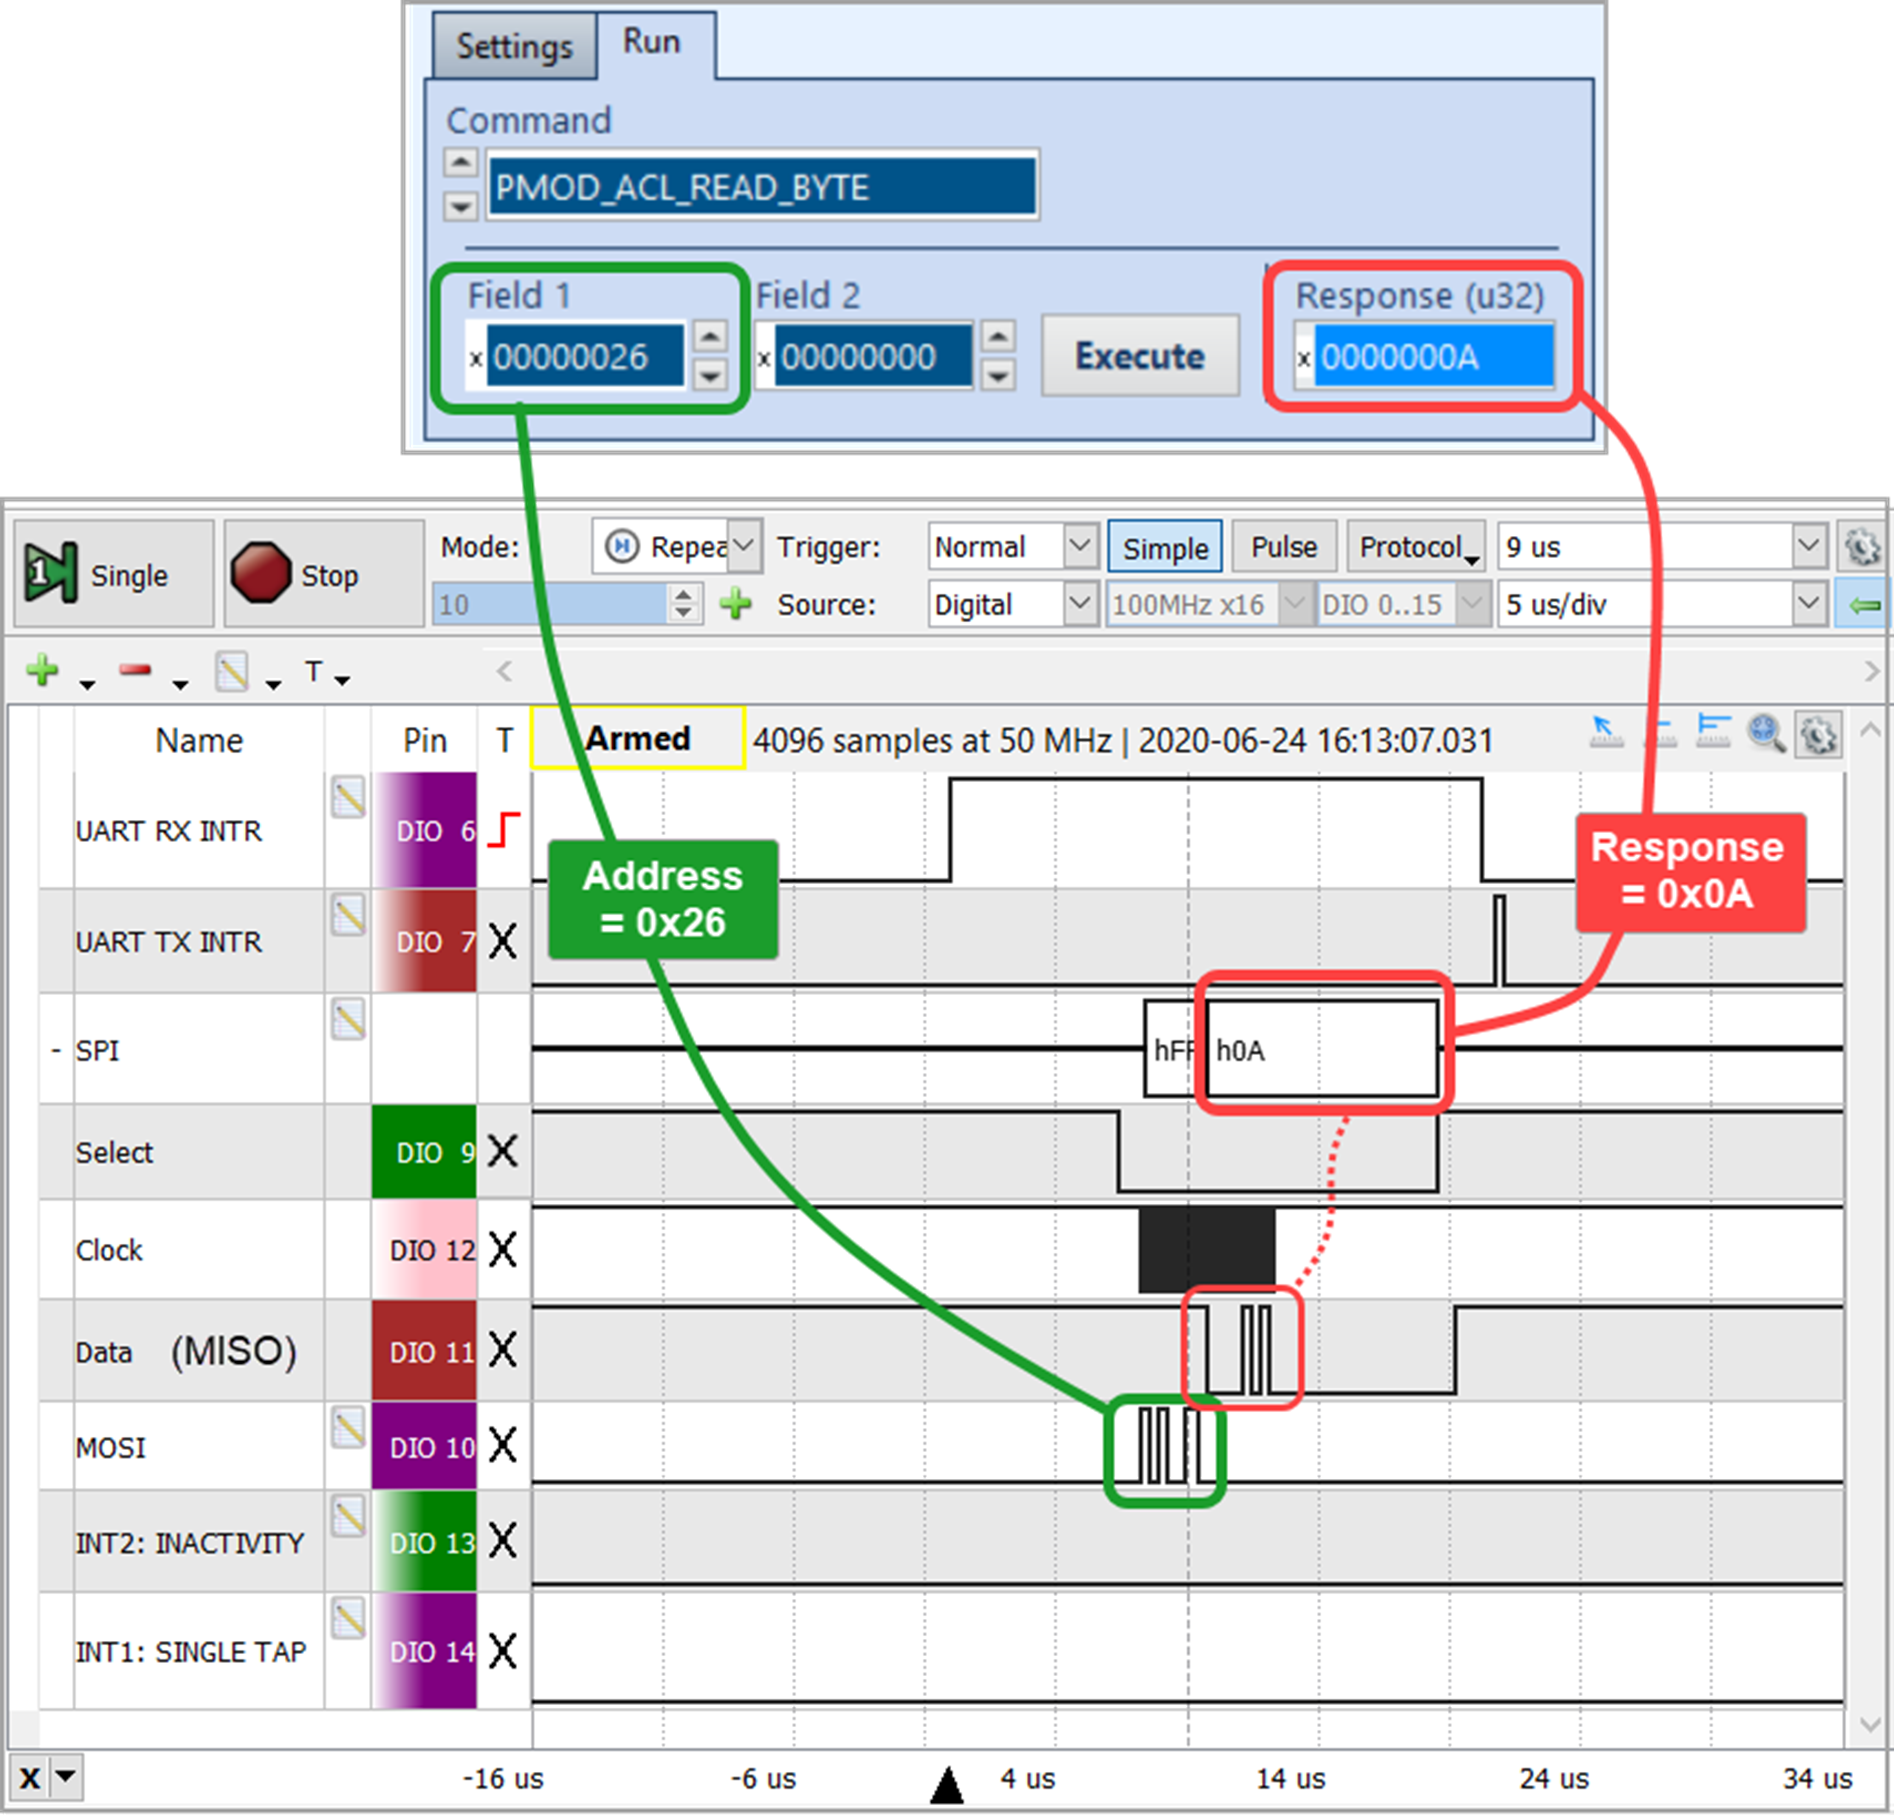 Settings Run
Command
PMOD_ACL_READ_BYTE
Field 1 Field 2 Response (u32)
x 00000026 x 00000000 Execute x 0000000A
1 Single Stop Mode: Repea Trigger: Normal Simple Pulse Protocol 9 us
10 Source: Digital 100MHz x16 DIO 0..15 5 us/div
T
Name Pin T Armed 4096 samples at 50 MHz | 2020-06-24 16:13:07.031
UART RX INTR DIO 6
Address
= 0x26
Response
= 0x0A
UART TX INTR DIO 7 X
- SPI hFF h0A
Select DIO 9 X
Clock DIO 12 X
Data (MISO) DIO 11 X
MOSI DIO 10 X
INT2: INACTIVITY DIO 13 X
INT1: SINGLE TAP DIO 14 X
X -16 us -6 us 4 us 14 us 24 us 34 us